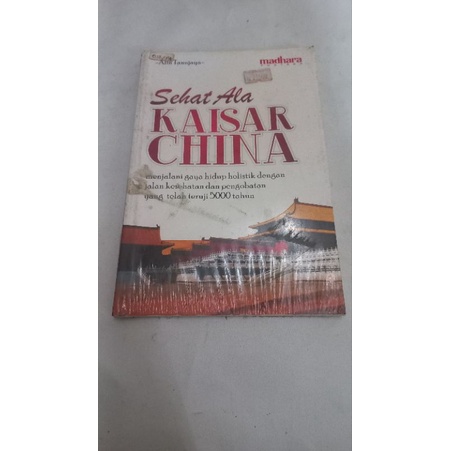 madhara
Sehat Ala
KAISAR
CHINA
menjalani gaya hidup holistik dengan
jalan kesehatan dan pengobatan
yang telah teruji 5000 tahun